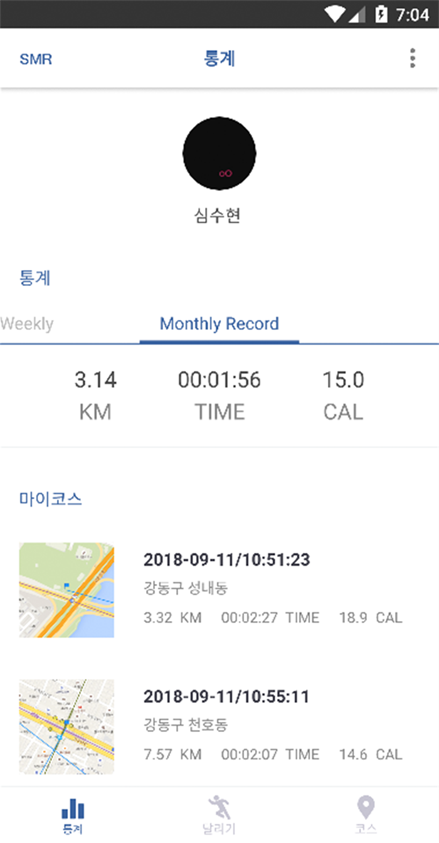 7:04
SMR 통계
심수현
통계
Weekly Monthly Record
3.14 00:01:56 15.0
KM TIME CAL
마이코스
2018-09-11/10:51:23
강동구 성내동
3.32 KM 00:02:27 TIME 18.9 CAL
2018-09-11/10:55:11
강동구 천호동
7.57 KM 00:02:07 TIME 14.6 CAL
통계 달리기 코스